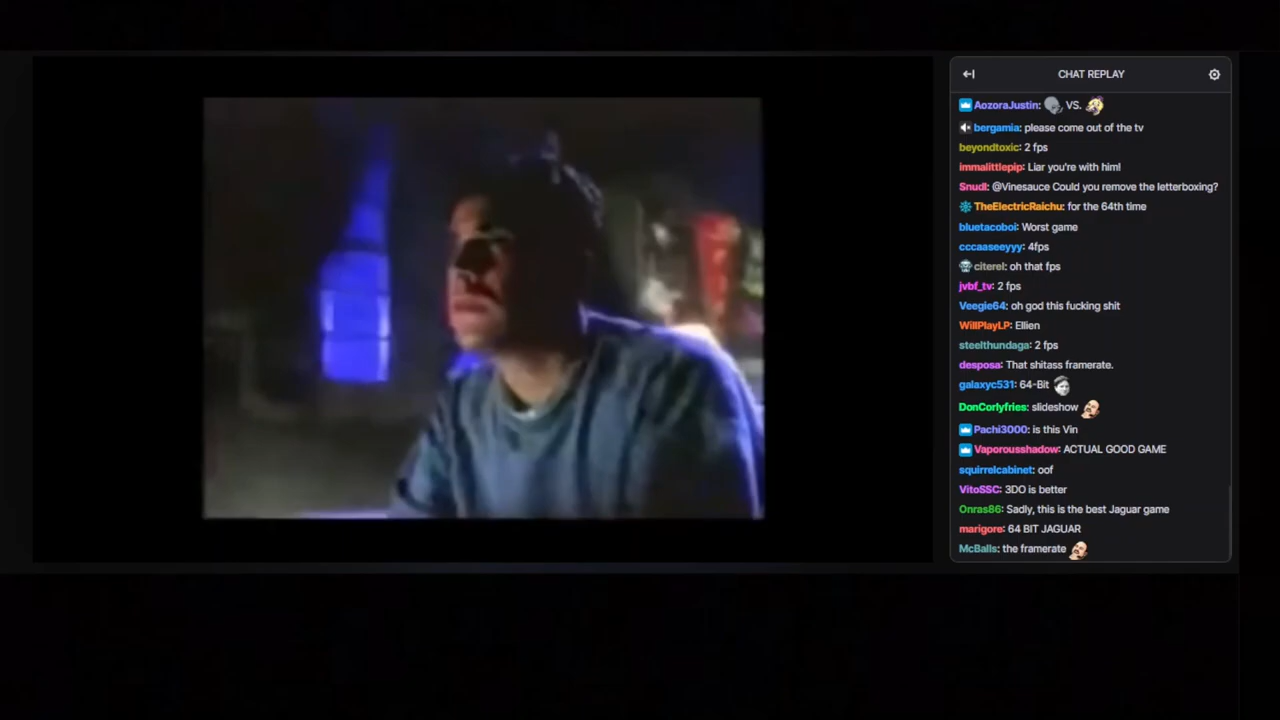 CHAT REPLAY
AozoraJustin: VS.
bergamia: please come out of the tv
beyondtoxic: 2 fps
immalittlepip: Liar you're with him!
Snudl: @Vinesauce Could you remove the letterboxing?
TheElectricRaichu: for the 64th time
bluetacoboi: Worst game
cccaaseeyyy: 4fps
citerel: oh that fps
jvbf_tv: 2 fps
Veegie64: oh god this fucking shit
WillPlayLP: Ellien
steelthundaga: 2 fps
desposa: That shitass framerate.
galaxyc531: 64-Bit
DonCorlyfries: slideshow
Pachi3000: is this Vin
Vaporousshadow: ACTUAL GOOD GAME
squirrelcabinet: oof
VitoSSC: 3DO is better
Onras86: Sadly, this is the best Jaguar game
marigore: 64 BIT JAGUAR
McBalls: the framerate